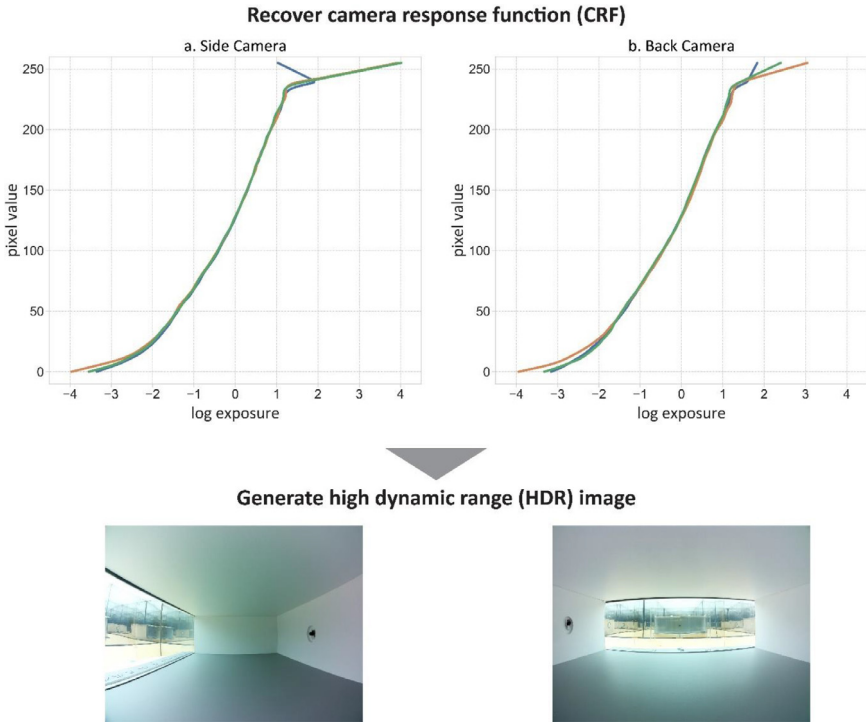 Recover camera response function (CRF)
a. Side Camera
b. Back Camera
250
200
150
100
50
0
pixel value
−4 −3 −2 −1 0 1 2 3 4
log exposure
250
200
150
100
50
0
pixel value
−4 −3 −2 −1 0 1 2 3 4
log exposure
Generate high dynamic range (HDR) image